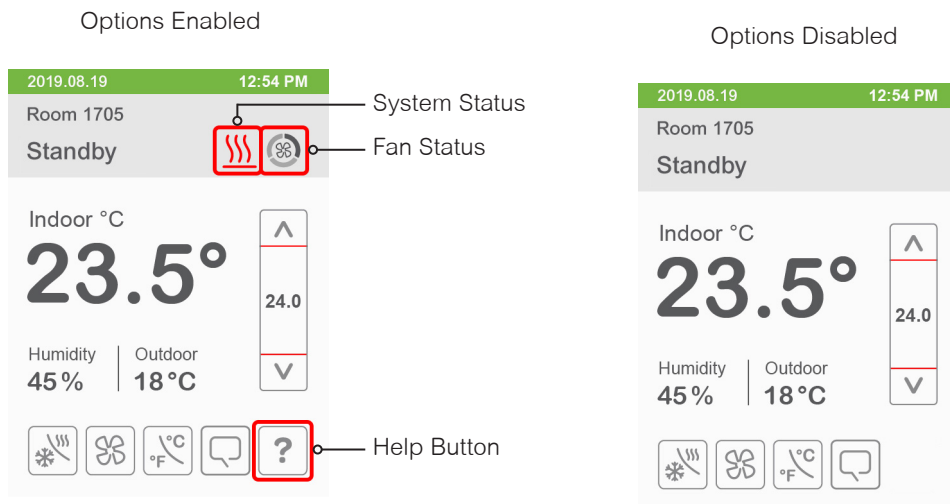 Options Enabled
2019.08.19 12:54 PM
Room 1705
Standby
System Status
Fan Status
Indoor °C
23.5°
24.0
Humidity Outdoor
45% 18°C
°C
°F
?
Help Button
Options Disabled
2019.08.19 12:54 PM
Room 1705
Standby
Indoor °C
23.5°
24.0
Humidity Outdoor
45% 18°C
°C
°F